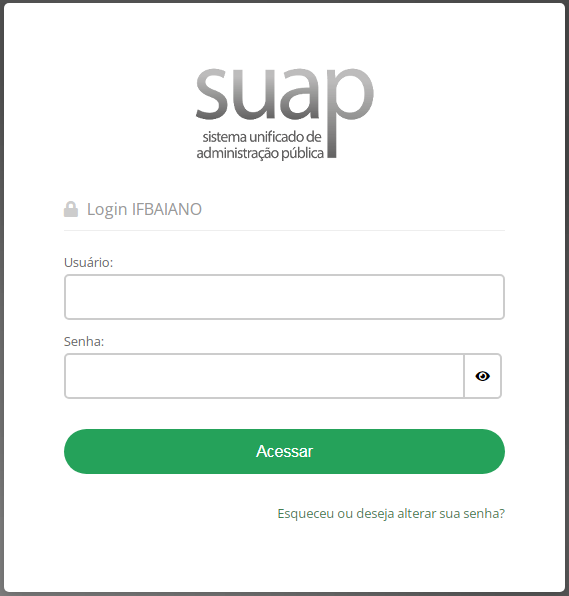 suap
sistema unificado de
administração pública
Login IFBAIANO
Usuário:
Senha:
Acessar
Esqueceu ou deseja alterar sua senha?